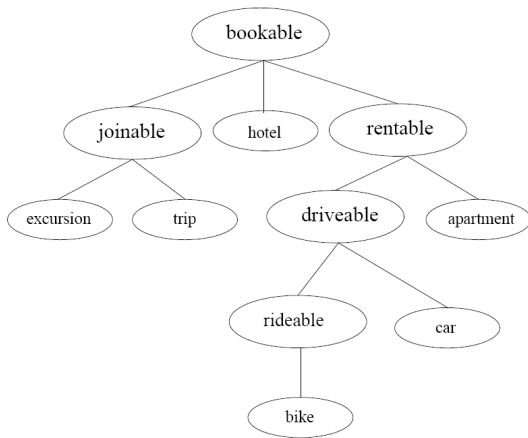 bookable
joinable
hotel
rentable
excursion
trip
driveable
apartment
rideable
car
bike